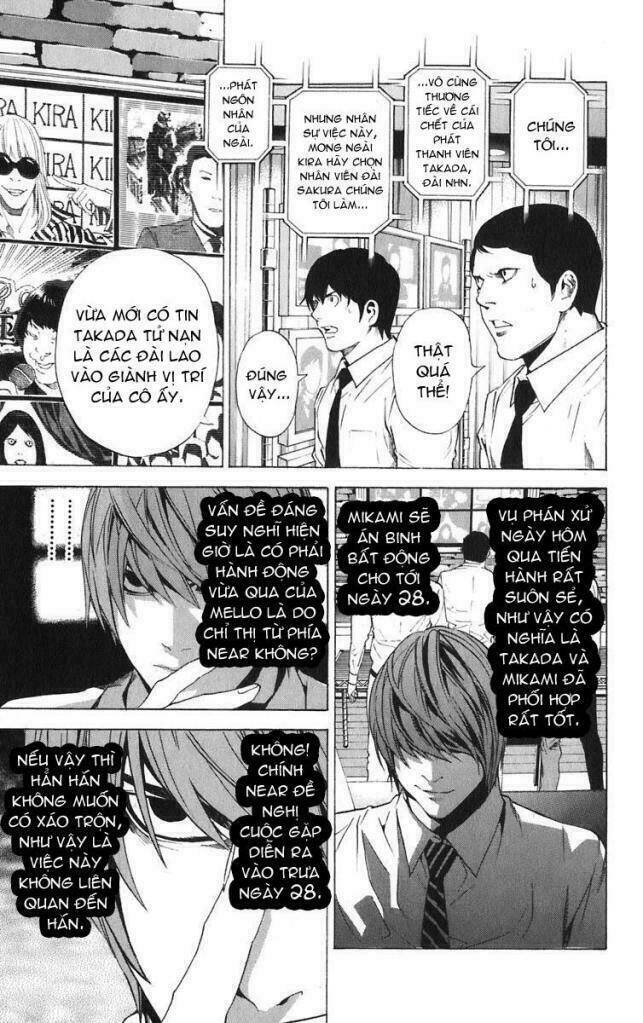 CHÚNG
TÔI...
...VÔ CÙNG
THƯƠNG
TIẾC VỀ CÁI
CHẾT CỦA
PHÁT
THANH VIÊN
TAKADA,
ĐÀI NHN.
NHƯNG NHÂN
SỰ VIỆC NÀY,
MONG NGÀI
KIRA HÃY CHỌN
NHÂN VIÊN ĐÀI
SAKURA CHÚNG
TÔI LÀM...
...PHÁT
NGÔN
NHÂN
CỦA NGÀI.
KIRA
KIRA
THẬT
QUÁ
THỂ!
ĐÚNG
VẬY...
VỪA MỚI CÓ TIN
TAKADA TỬ NẠN
LÀ CÁC ĐÀI LAO
VÀO GIÀNH VỊ TRÍ
CỦA CÔ ẤY.
VỤ PHÁN XỬ
NGÀY HÔM
QUA TIẾN
HÀNH RẤT
SUÔN SẺ,
NHƯ VẬY CÓ
NGHĨA LÀ
TAKADA VÀ
MIKAMI ĐÃ
PHỐI HỢP
RẤT TỐT.
MIKAMI SẼ
ÁN BINH
BẤT ĐỘNG
CHO TỚI
NGÀY 28.
VẤN ĐỀ ĐÁNG
SUY NGHĨ HIỆN
GIỜ LÀ CÓ PHẢI
HÀNH ĐỘNG
VỪA QUA CỦA
MELLO LÀ DO
CHỈ THỊ TỪ PHÍA
NEAR KHÔNG?
KHÔNG!
CHÍNH
NEAR ĐỀ
NGHỊ
CUỘC GẶP
DIỄN RA
VÀO TRƯA
NGÀY 28.
NẾU VẬY THÌ
HẲN HẮN
KHÔNG MUỐN
CÓ XÁO TRỘN,
NHƯ VẬY LÀ
VIỆC NÀY
KHÔNG LIÊN
QUAN ĐẾN
HẮN.